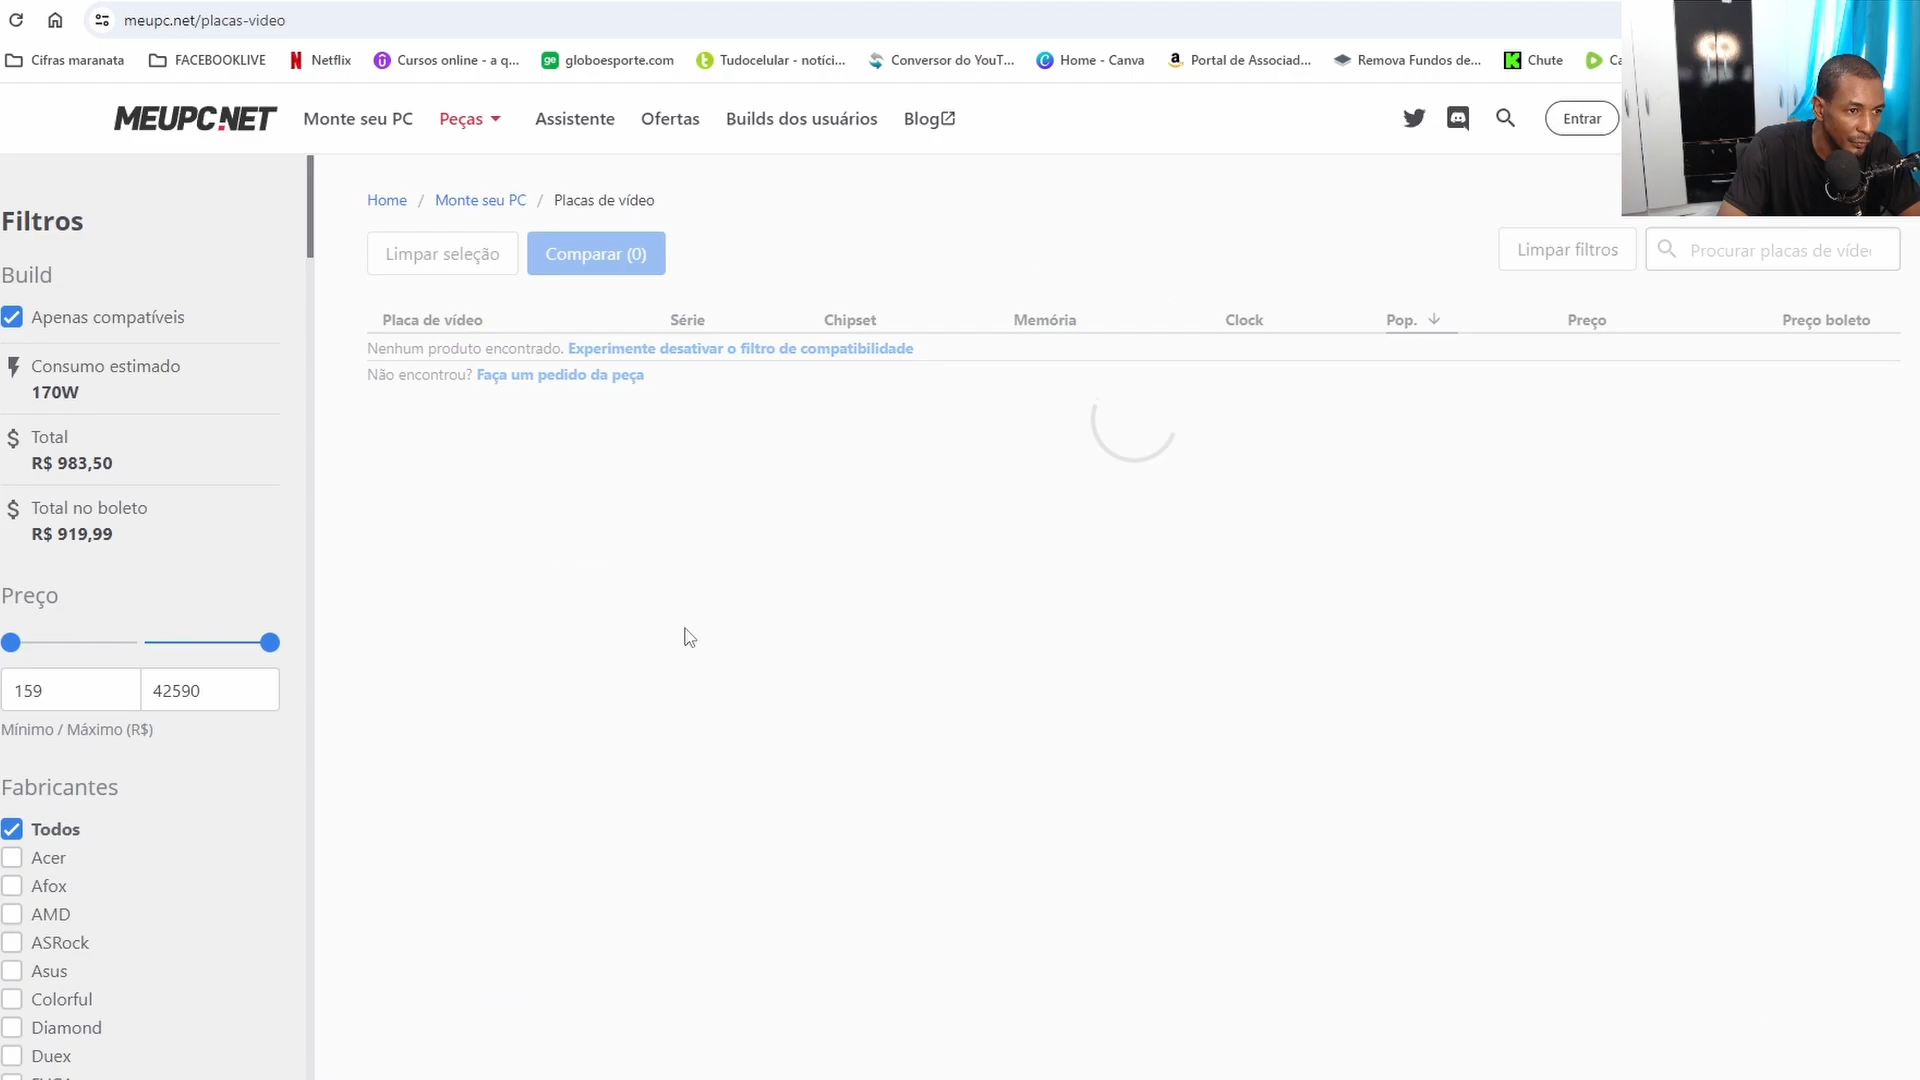 meupc.net/placas-video
Cifras maranata FACEBOOKLIVE Netflix Cursos online - a q... globoesporte.com Tudocelular - notíci... Conversor do YouT... Home - Canva Portal de Associad... Remova Fundos de... Chute
MEUPC.NET Monte seu PC Peças Assistente Ofertas Builds dos usuários Blog Entrar
Home / Monte seu PC / Placas de vídeo
Limpar seleção Comparar (0) Limpar filtros Procurar placas de víde
Placa de vídeo Série Chipset Memória Clock Pop. Preço Preço boleto
Nenhum produto encontrado. Experimente desativar o filtro de compatibilidade
Não encontrou? Faça um pedido da peça
Filtros
Build
Apenas compatíveis
Consumo estimado
170W
Total
R$ 983,50
Total no boleto
R$ 919,99
Preço
159 42590
Mínimo / Máximo (R$)
Fabricantes
Todos
Acer
Afox
AMD
ASRock
Asus
Colorful
Diamond
Duex